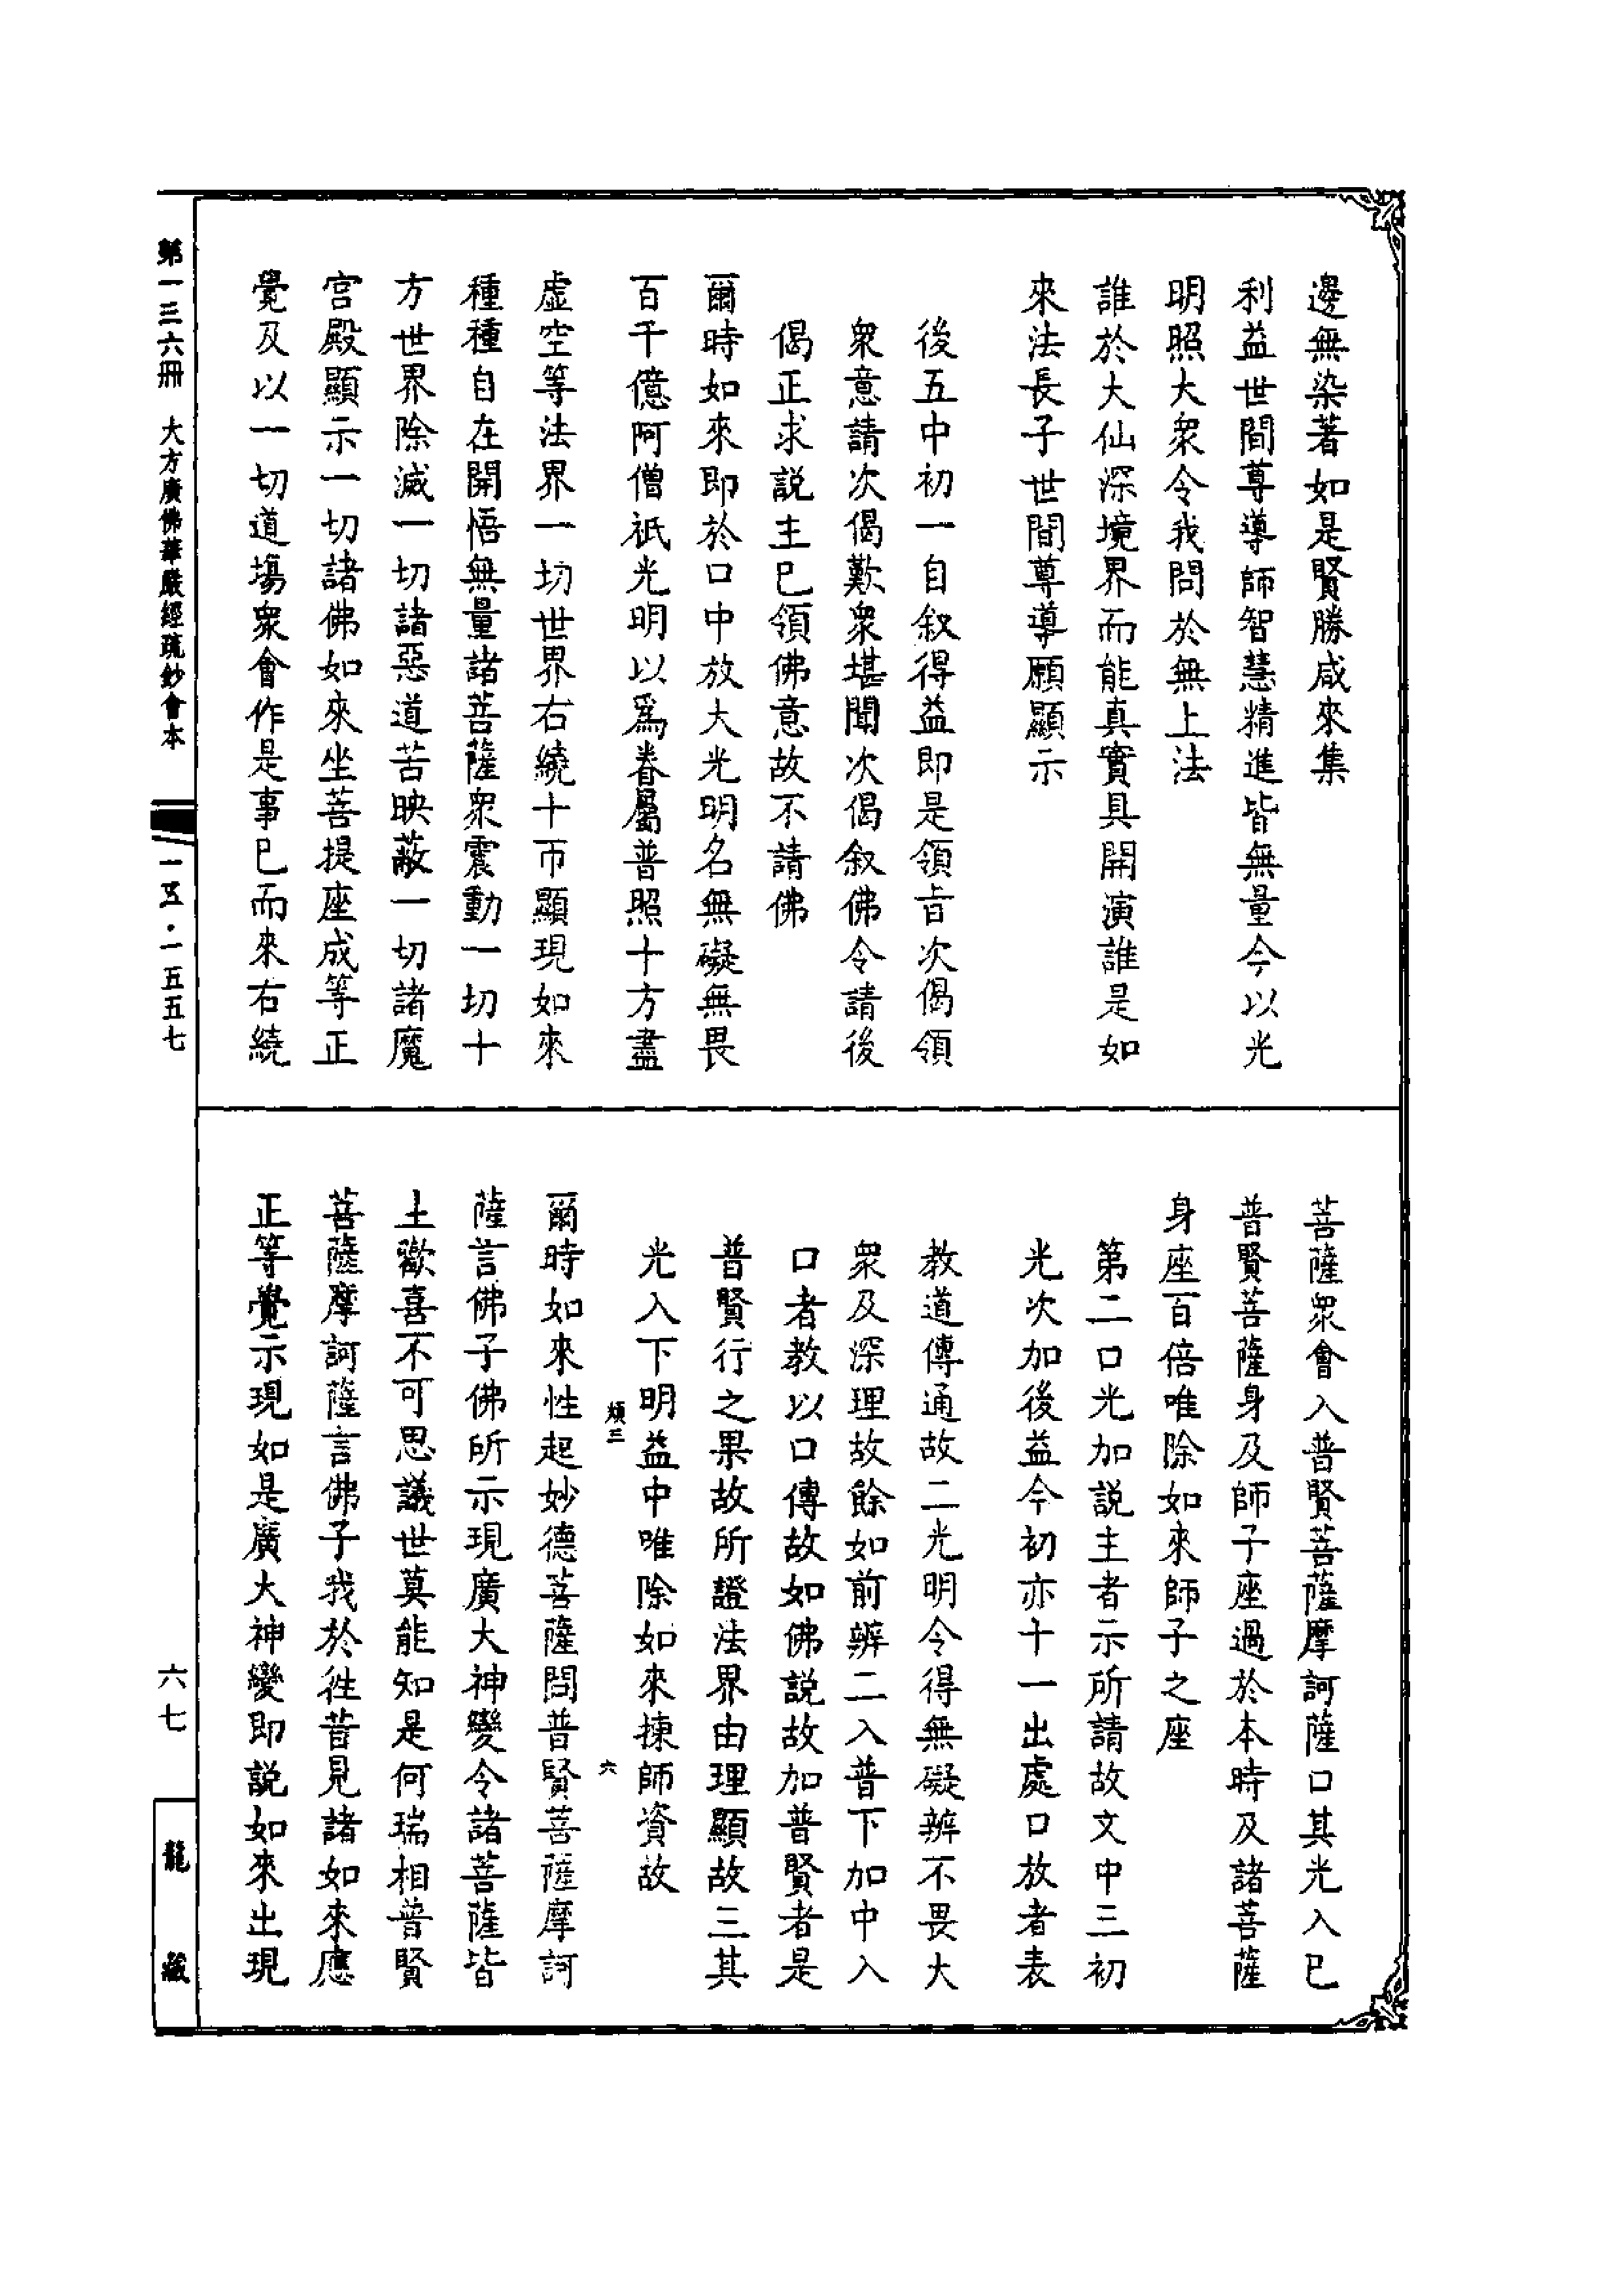 邊無染著如是賢勝咸來集
利益世間尊導師智慧精進皆無量今以光
明照大衆令我問於無上法
誰於大仙深境界而能真實具開演誰是如
來法長子世間尊導願顯示
後五中初一自叙得益即是領旨次偈領
衆意請次偈歎衆堪聞次偈叙佛令請後
偈正求説主已領佛意故不請佛
爾時如來即於口中放大光明名無礙無畏
百千億阿僧祇光明以爲眷屬普照十方盡
虛空等法界一切世界右繞十帀顯現如來
種種自在開悟無量諸菩薩衆震動一切十
方世界除滅一切諸惡道苦映蔽一切諸魔
宮殿顯示一切諸佛如來坐菩提座成等正
覺及以一切道場衆會作是事已而來右繞
菩薩衆會入普賢菩薩摩訶薩口其光入已
普賢菩薩身及師子座過於本時及諸菩薩
身座百倍唯除如來師子之座
第二口光加説主者示所請故文中三初
光次加後益今初亦十一出處口放者表
教道傳通故二光明令得無礙辨不畏大
衆及深理故餘如前辨二入普下加中入
口者教以口傳故如佛説故加普賢者是
普賢行之果故所證法界由理顯故三其
光入下明益中唯除如來揀師資故
類三
六
爾時如來性起妙德菩薩問普賢菩薩摩訶
薩言佛子佛所示現廣大神變令諸菩薩皆
生歡喜不可思議世莫能知是何瑞相普賢
菩薩摩訶薩言佛子我於徃昔見諸如來應
正等覺示現如是廣大神變即説如來出現
第一三六冊 大方廣佛華嚴經疏鈔會本
一五·一五五七
六七
龍藏